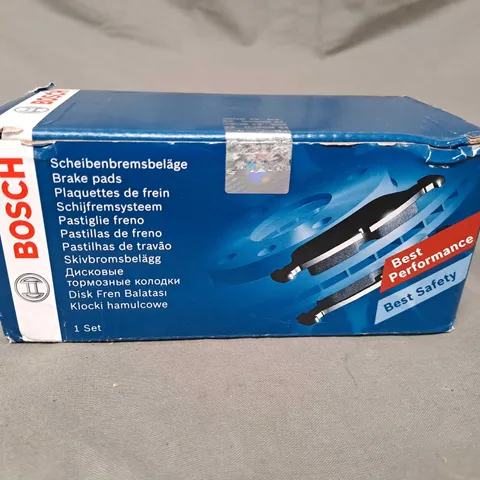 BOSCH
BOSCH
Scheibenbremsbeläge
Brake pads
Plaquettes de frein
Schijfremsysteem
Pastiglie freno
Pastillas de freno
Pastilhas de travão
Skivbromsbelägg
Дисковые
тормозные колодки
Disk Fren Balatası
Klocki hamulcowe
1 Set
Best
Performance
Best Safety